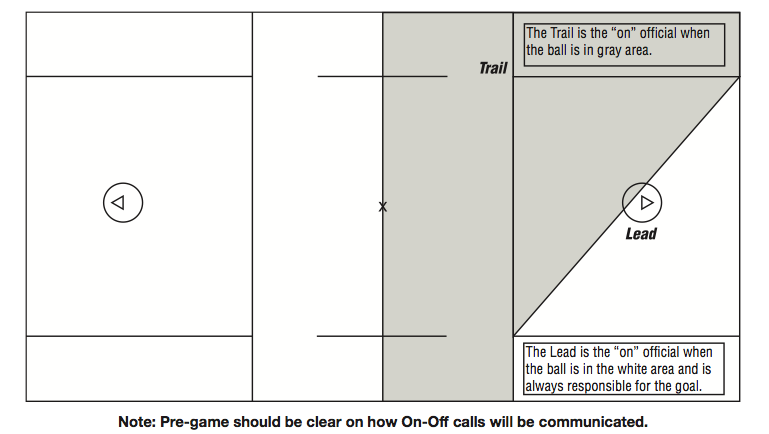 The Trail is the “on” official when
the ball is in gray area.
Trail
x
Lead
The Lead is the “on” official when
the ball is in the white area and is
always responsible for the goal.
Note: Pre-game should be clear on how On-Off calls will be communicated.